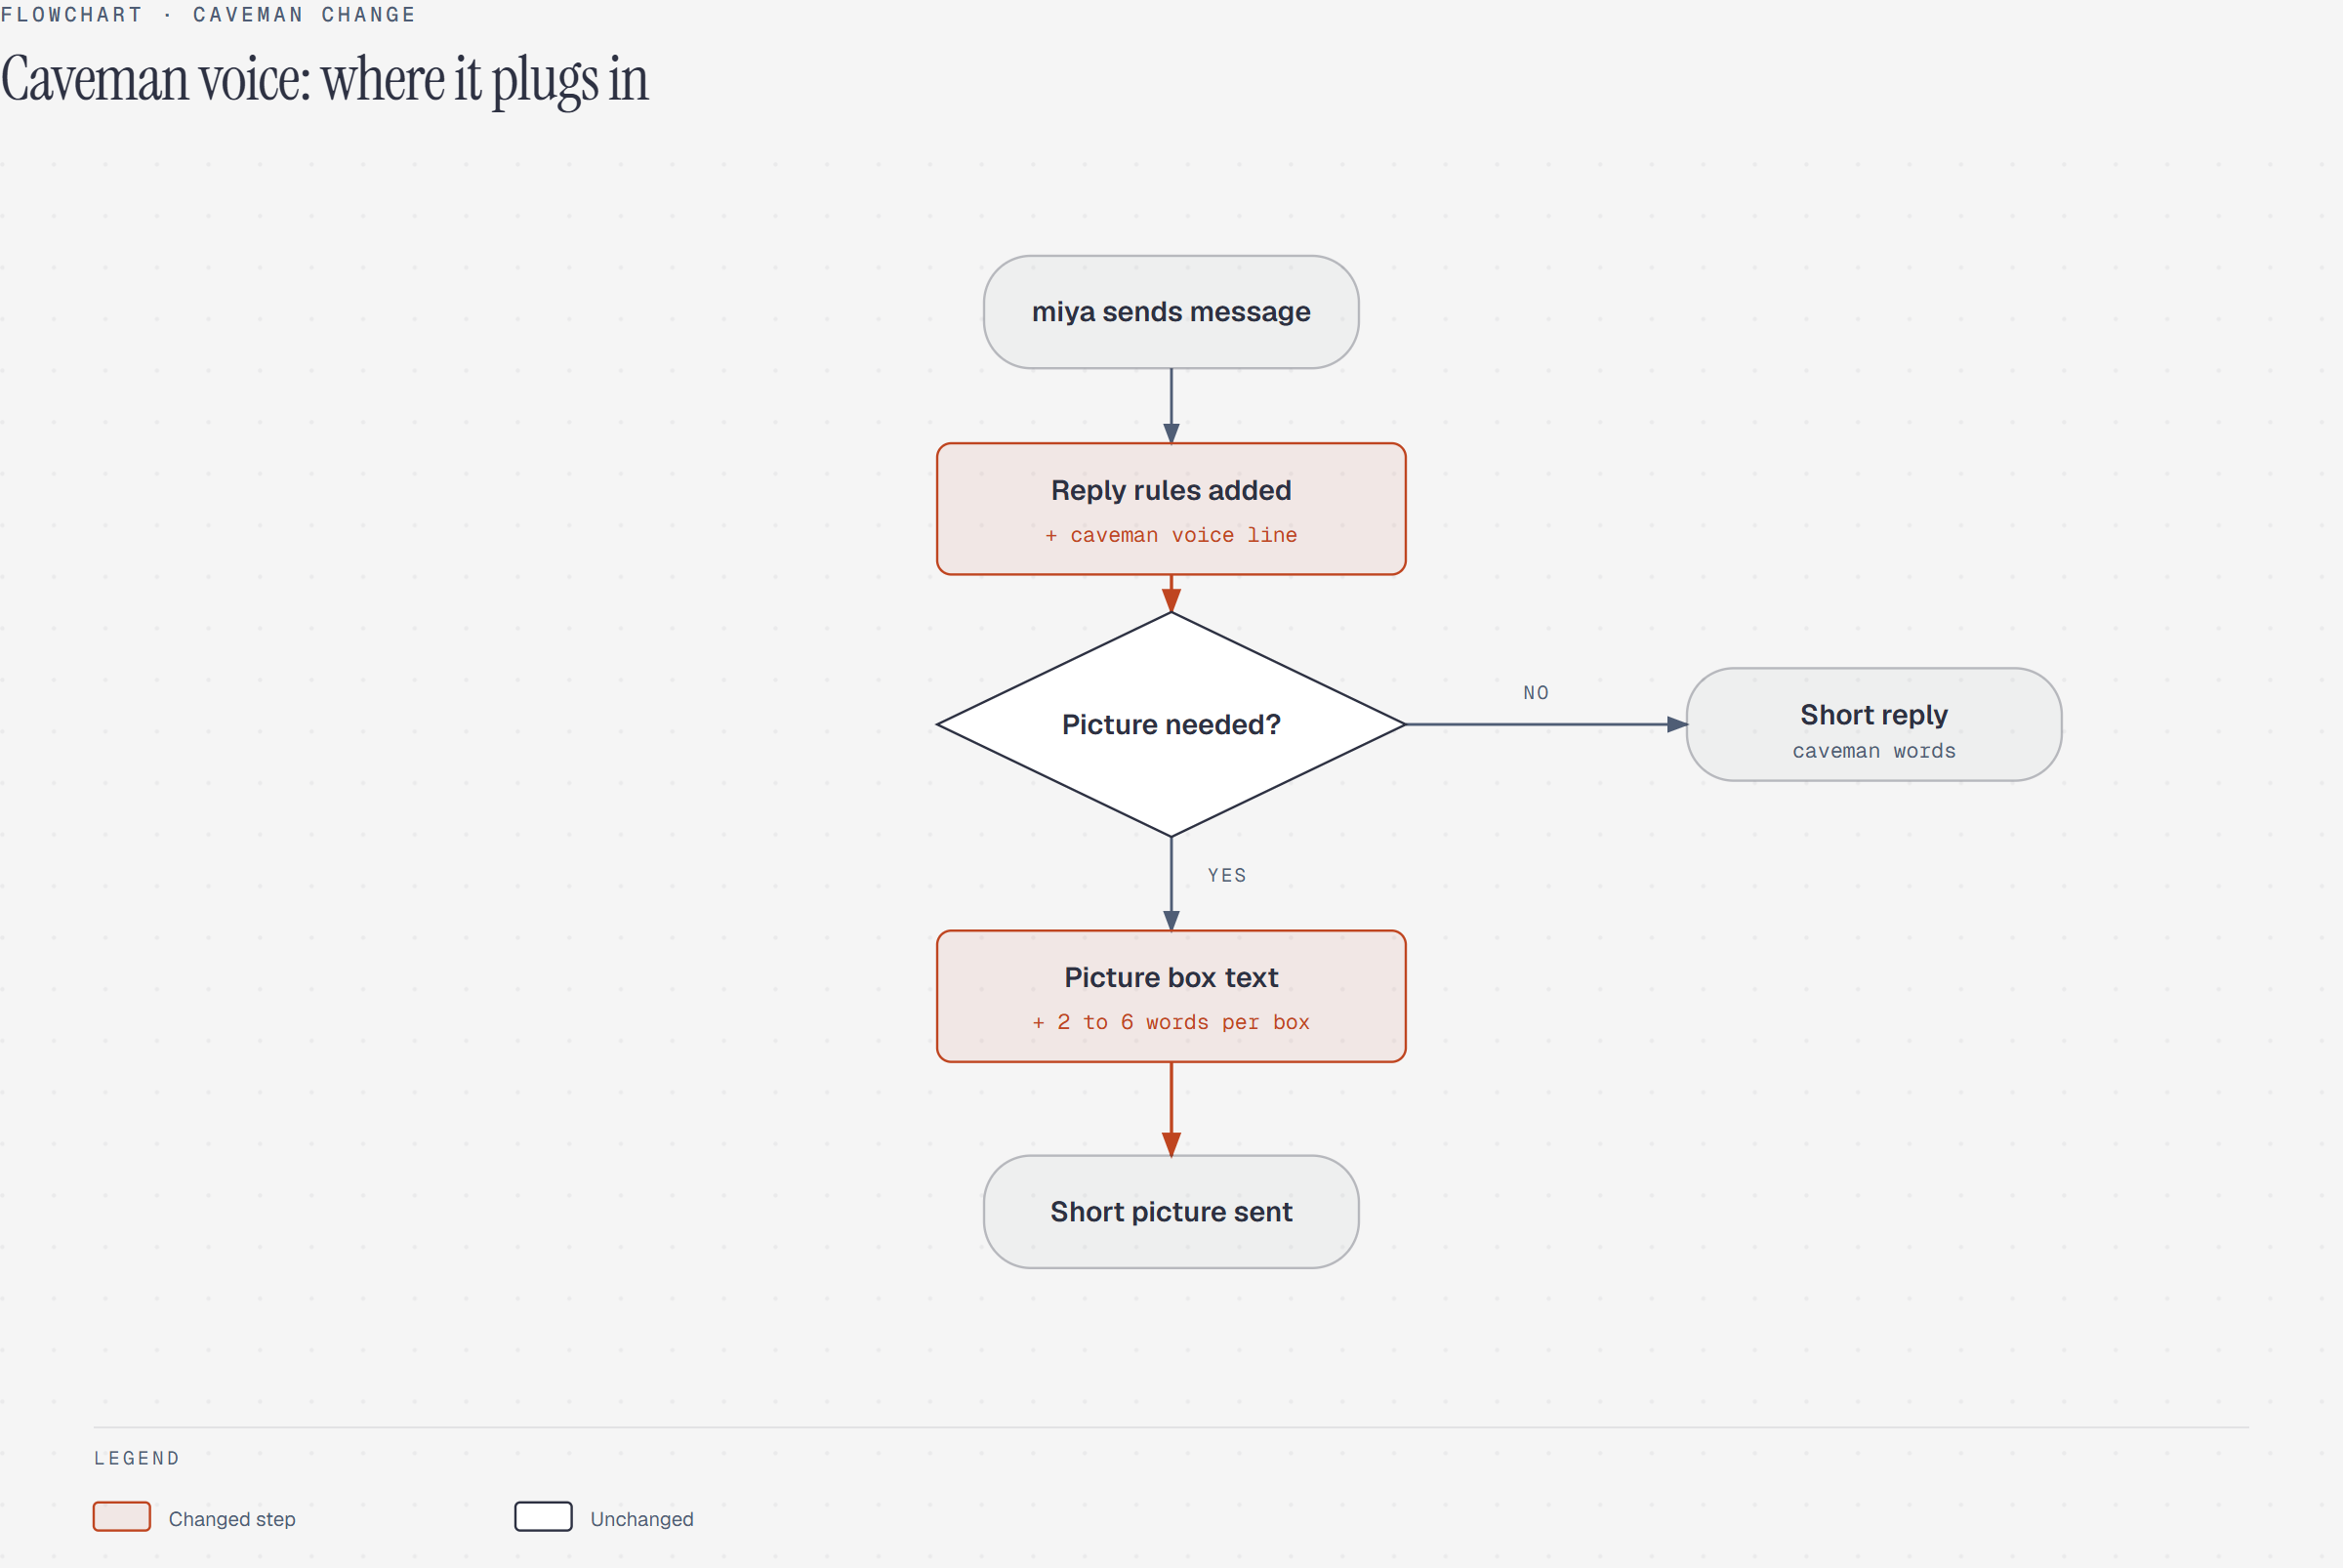 FLOWCHART · CAVEMAN CHANGE
Caveman voice: where it plugs in
miya sends message
Reply rules added
+ caveman voice line
Picture needed?
NO
Short reply
caveman words
YES
Picture box text
+ 2 to 6 words per box
Short picture sent
LEGEND
Changed step
Unchanged